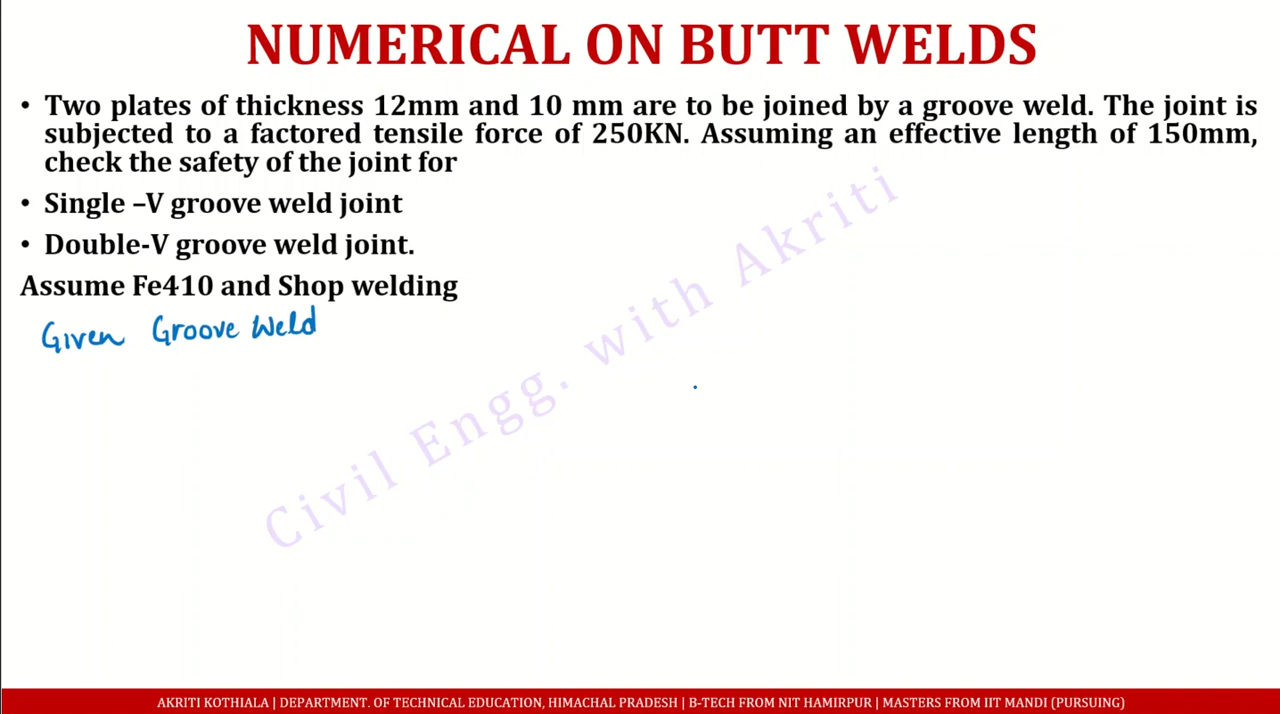 NUMERICAL ON BUTT WELDS
• Two plates of thickness 12mm and 10 mm are to be joined by a groove weld. The joint is
subjected to a factored tensile force of 250KN. Assuming an effective length of 150mm,
check the safety of the joint for
• Single –V groove weld joint
• Double-V groove weld joint.
Assume Fe410 and Shop welding
Given Groove Weld
Civil Engg. with Akriti
AKRITI KOTHIALA | DEPARTMENT. OF TECHNICAL EDUCATION, HIMACHAL PRADESH | B-TECH FROM NIT HAMIRPUR | MASTERS FROM IIT MANDI (PURSUING)